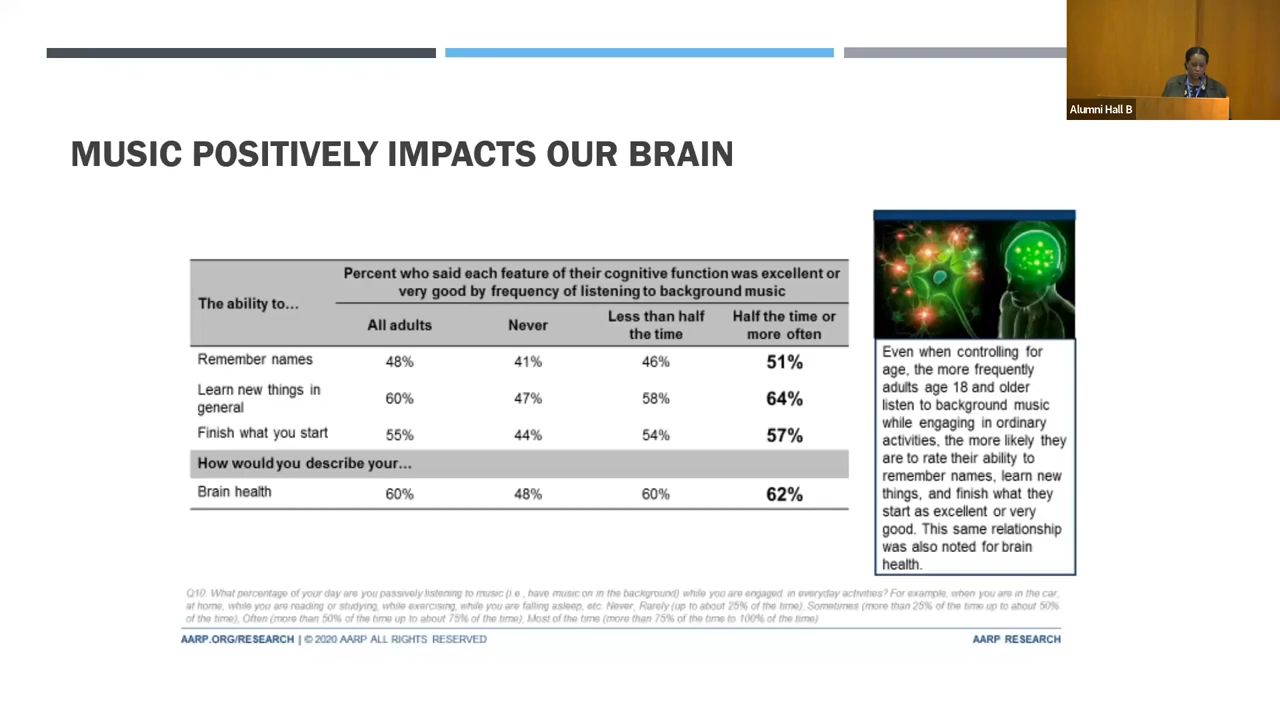 Alumni Hall B
MUSIC POSITIVELY IMPACTS OUR BRAIN
The ability to...
Percent who said each feature of their cognitive function was excellent or
very good by frequency of listening to background music
All adults Never Less than half the time Half the time or more often
Remember names 48% 41% 46% 51%
Learn new things in general 60% 47% 58% 64%
Finish what you start 55% 44% 54% 57%
How would you describe your...
Brain health 60% 48% 60% 62%
Even when controlling for
age, the more frequently
adults age 18 and older
listen to background music
while engaging in ordinary
activities, the more likely they
are to rate their ability to
remember names, learn new
things, and finish what they
start as excellent or very
good. This same relationship
was also noted for brain
health.
Q10. What percentage of your day are you passively listening to music (i.e., have music on in the background) while you are engaged in everyday activities? For example, when you are in the car,
at home, while you are reading or studying, while exercising, while you are falling asleep, etc. Never, Rarely (up to about 25% of the time), Sometimes (more than 25% of the time up to about 50%
of the time), Often (more than 50% of the time up to about 75% of the time), Most of the time (more than 75% of the time to 100% of the time)
AARP.ORG/RESEARCH | © 2020 AARP ALL RIGHTS RESERVED
AARP RESEARCH